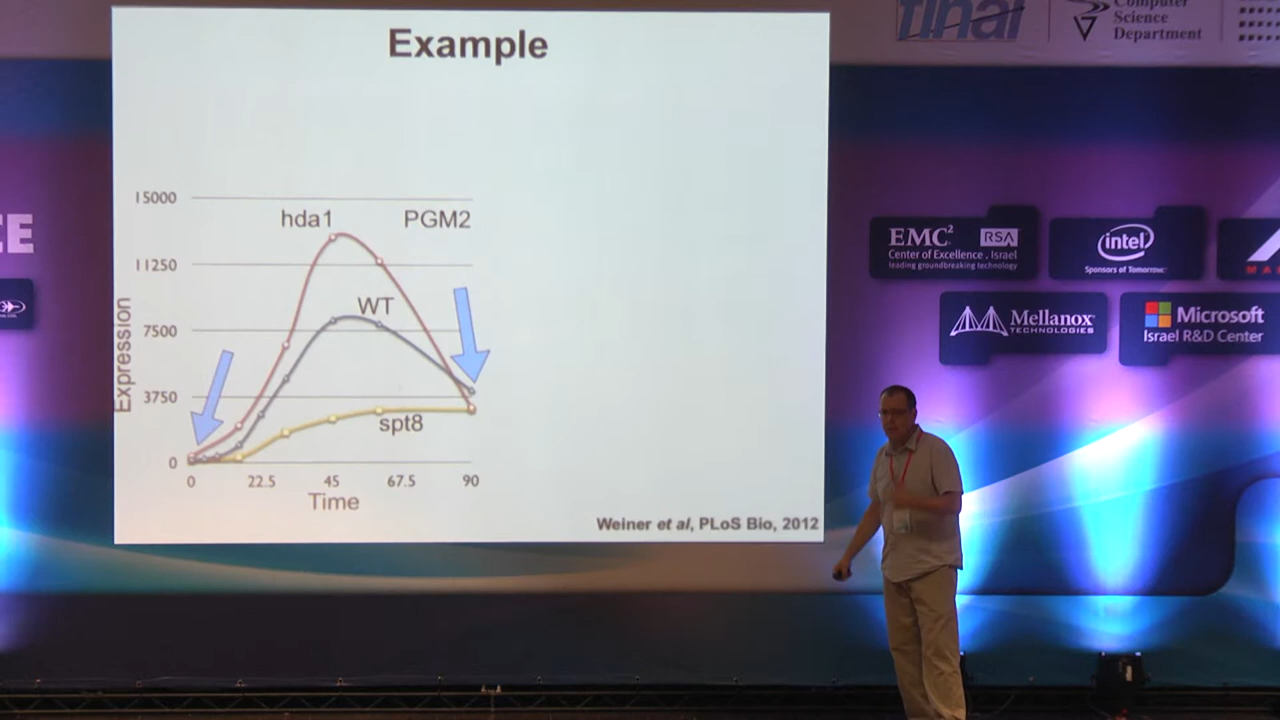 Example
15000
11250
7500
3750
0
Expression
hda1
PGM2
WT
spt8
0 22.5 45 67.5 90
Time
Weiner et al, PLoS Bio, 2012
Computer
Science
Department
CE
EMC² RSA
Center of Excellence . Israel
leading groundbreaking technology
intel
Sponsors of Tomorrow
Mellanox
TECHNOLOGIES
Microsoft
Israel R&D Center